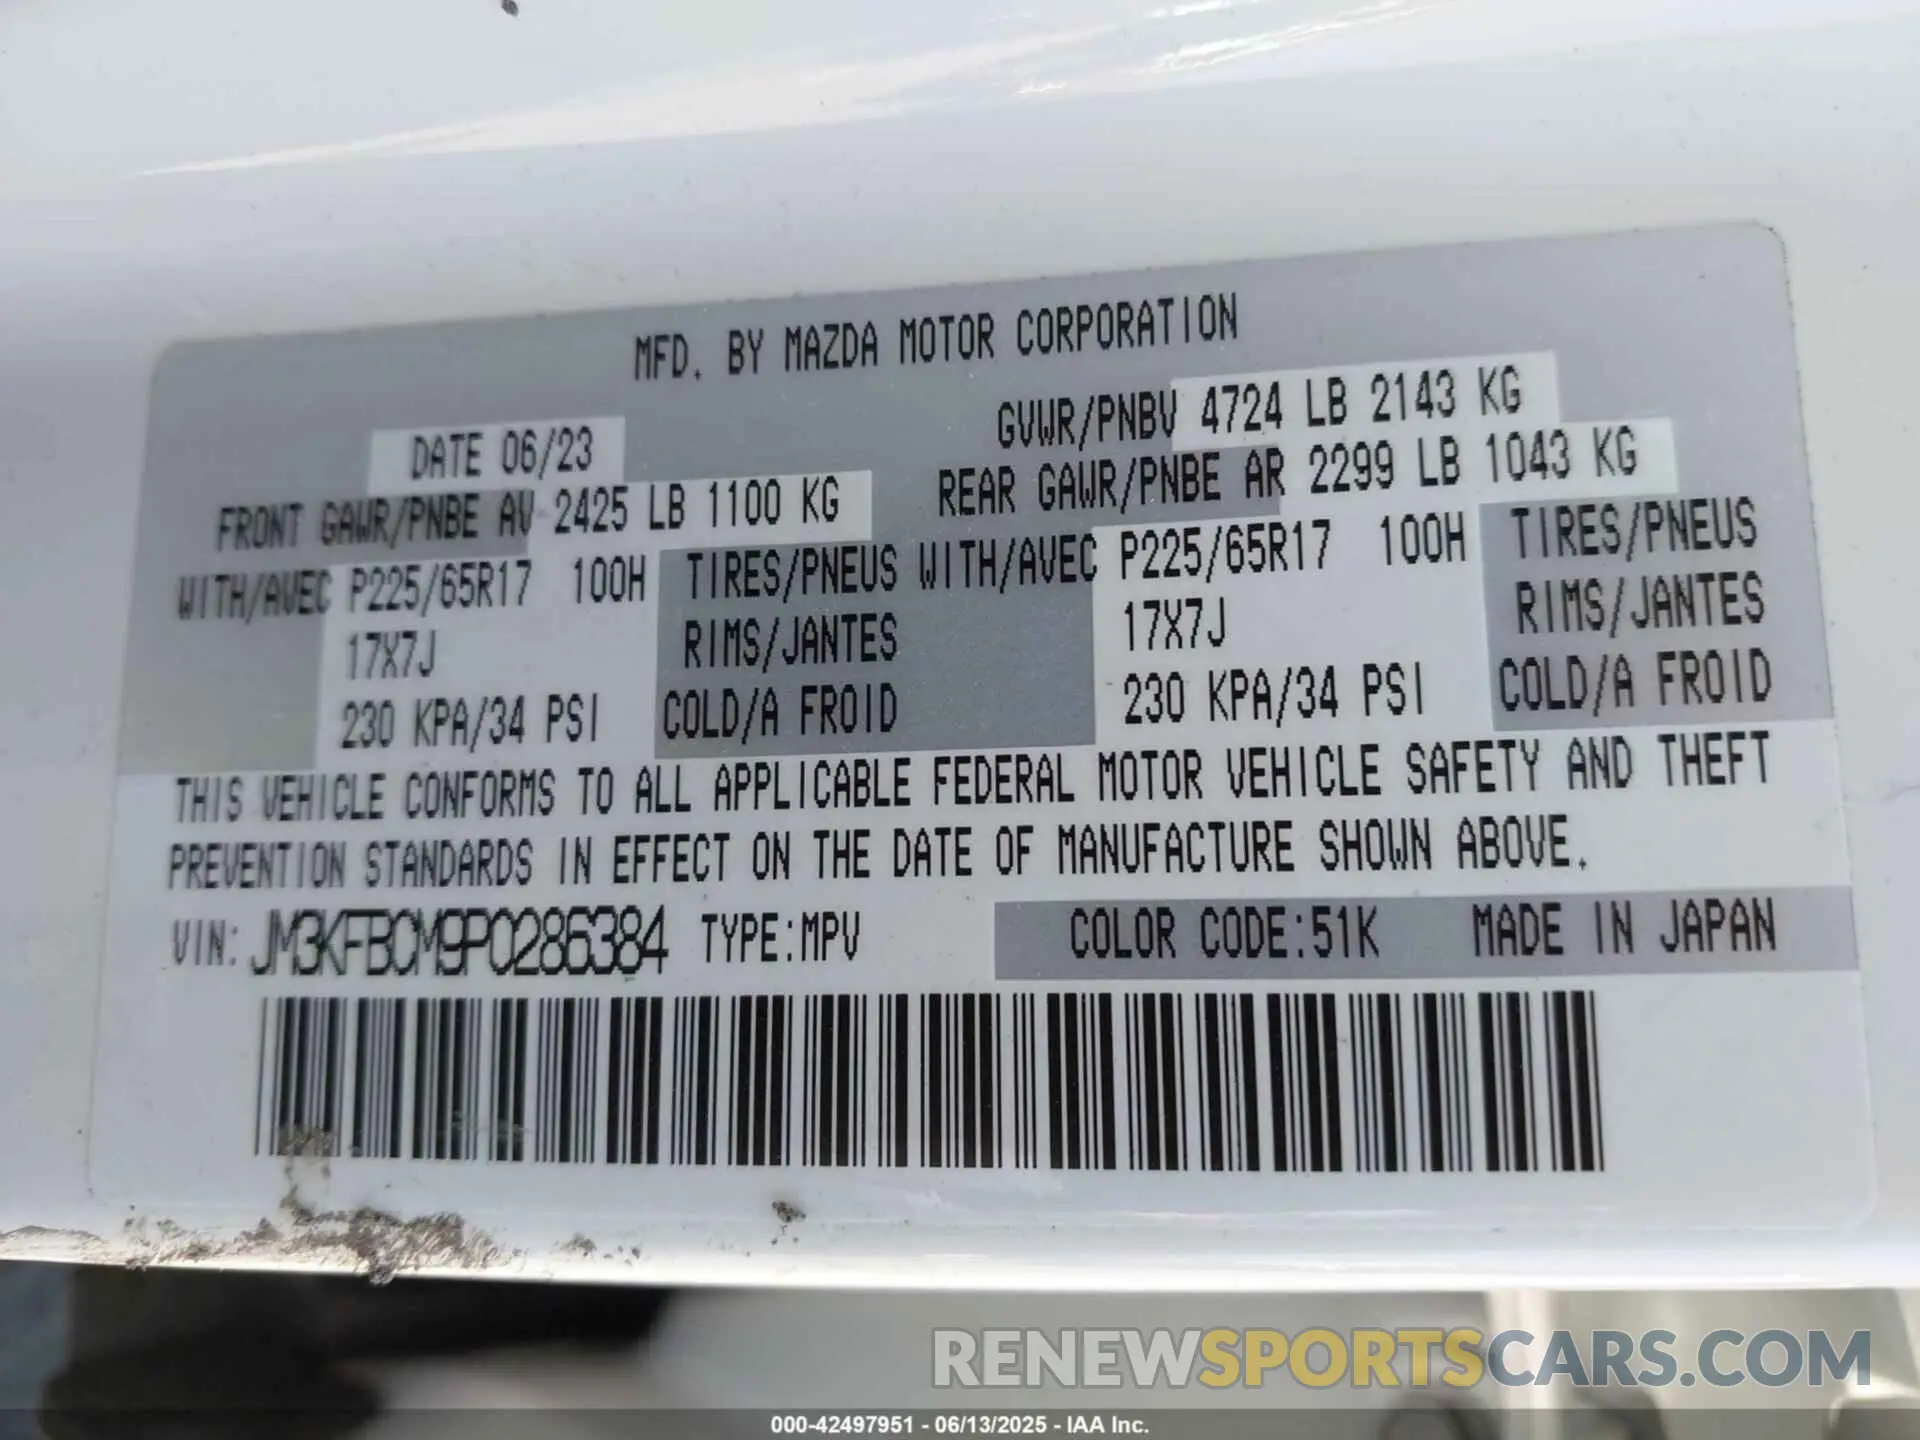 MFD. BY MAZDA MOTOR CORPORATION
DATE 06/23 GVWR/PNBV 4724 LB 2143 KG
FRONT GAWR/PNBE AV 2425 LB 1100 KG REAR GAWR/PNBE AR 2299 LB 1043 KG
WITH/AVEC P225/65R17 100H TIRES/PNEUS WITH/AVEC P225/65R17 100H TIRES/PNEUS
17X7J RIMS/JANTES 17X7J RIMS/JANTES
230 KPA/34 PSI COLD/A FROID 230 KPA/34 PSI COLD/A FROID
THIS VEHICLE CONFORMS TO ALL APPLICABLE FEDERAL MOTOR VEHICLE SAFETY AND THEFT
PREVENTION STANDARDS IN EFFECT ON THE DATE OF MANUFACTURE SHOWN ABOVE.
VIN: JM3KFBCM9P0286384 TYPE:MPV COLOR CODE:51K MADE IN JAPAN
RENEWSPORTSCARS.COM
000-42497951 - 06/13/2025 - IAA Inc.